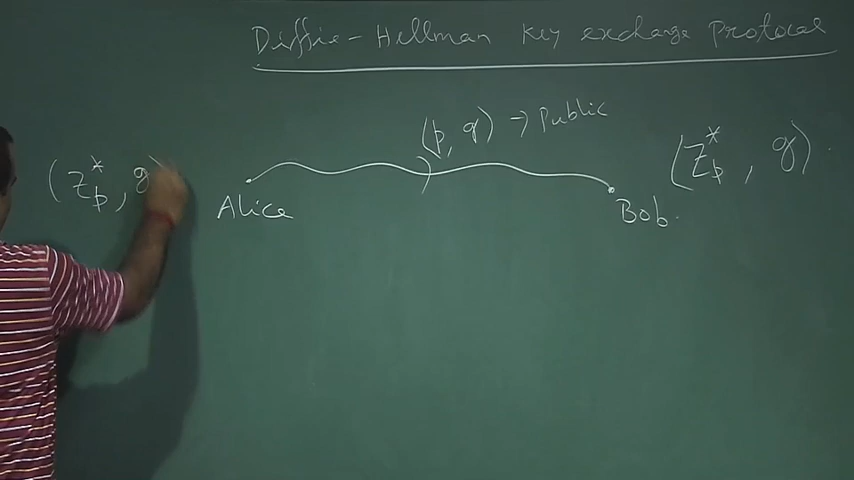 Diffie-Hellman Key exchange Protocol
(p, g) → Public
(Z*p, g)
(Z*p, g).
Alice
Bob.